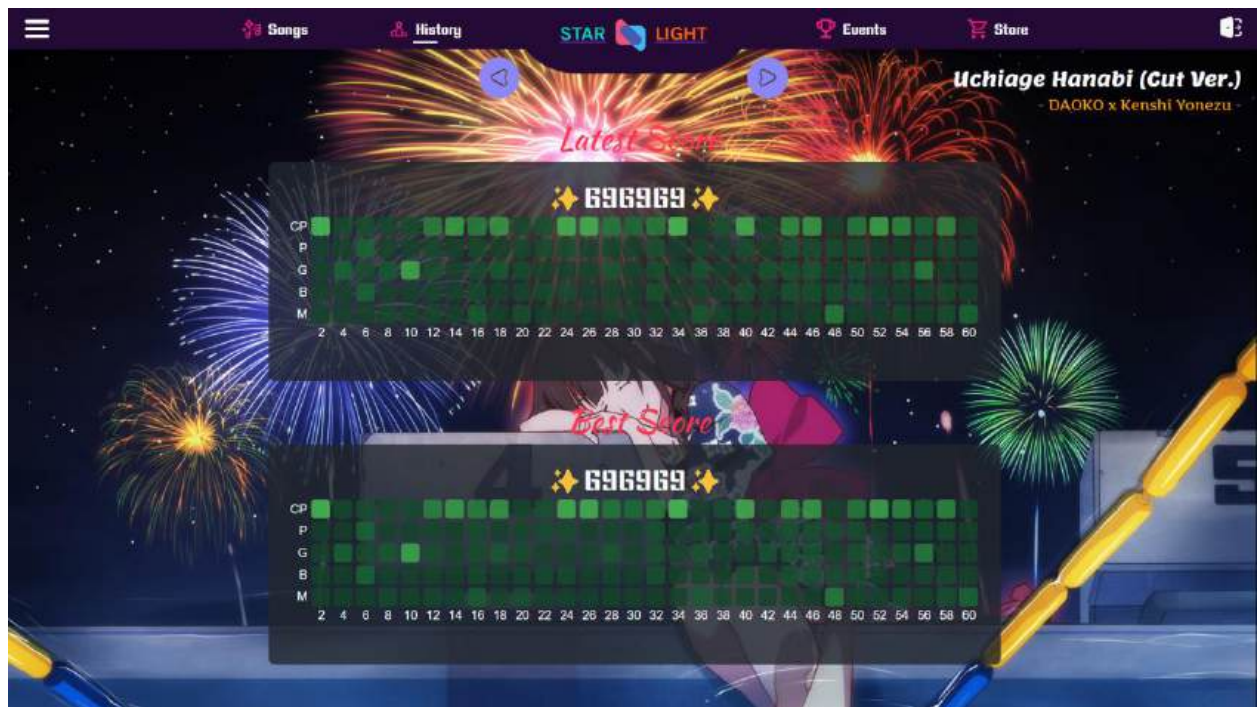 Songs History STAR LIGHT Events Store
Uchiage Hanabi (Cut Ver.)
- DAOKO x Kenshi Yonezu -
Latest Score
696969
CP
P
G
B
M
2 4 6 8 10 12 14 16 18 20 22 24 26 28 30 32 34 36 38 40 42 44 46 48 50 52 54 56 58 60
Best Score
696969
CP
P
G
B
M
2 4 6 8 10 12 14 16 18 20 22 24 26 28 30 32 34 36 38 40 42 44 46 48 50 52 54 56 58 60
4
5